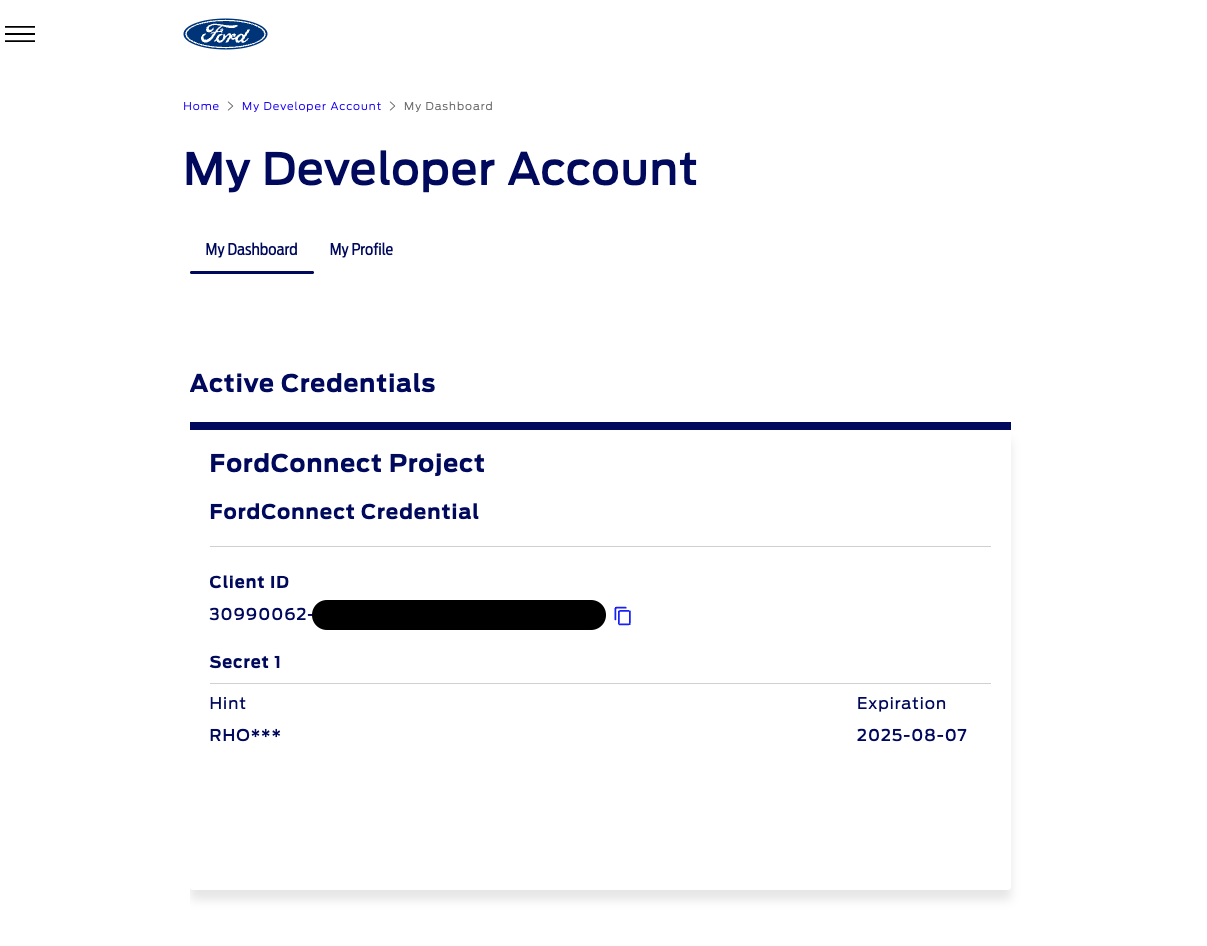 Ford
Home > My Developer Account > My Dashboard
My Developer Account
My Dashboard My Profile
Active Credentials
FordConnect Project
FordConnect Credential
Client ID
30990062-
Secret 1
Hint Expiration
RHO*** 2025-08-07